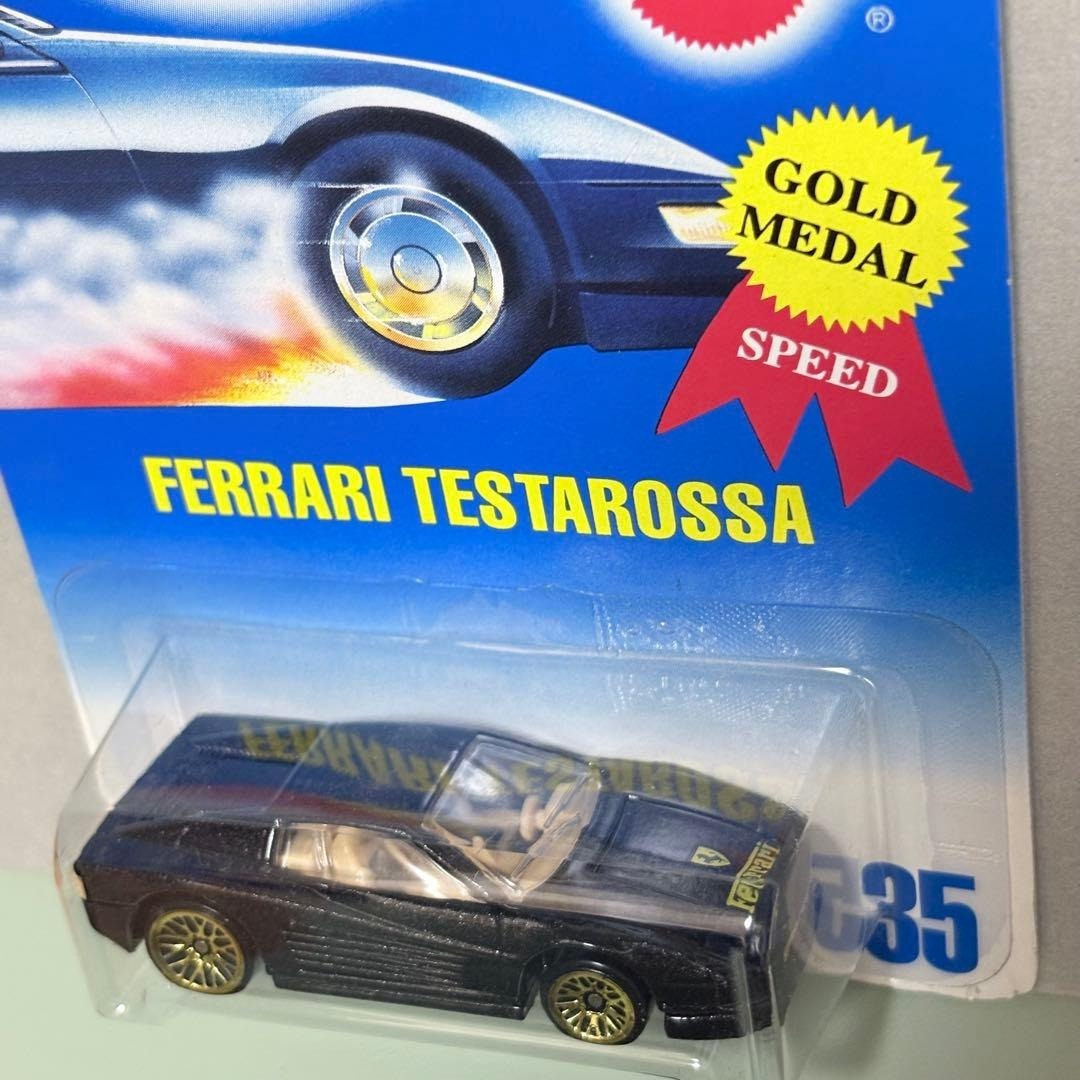 ®
GOLD
MEDAL
SPEED
FERRARI TESTAROSSA
Ferrari
35